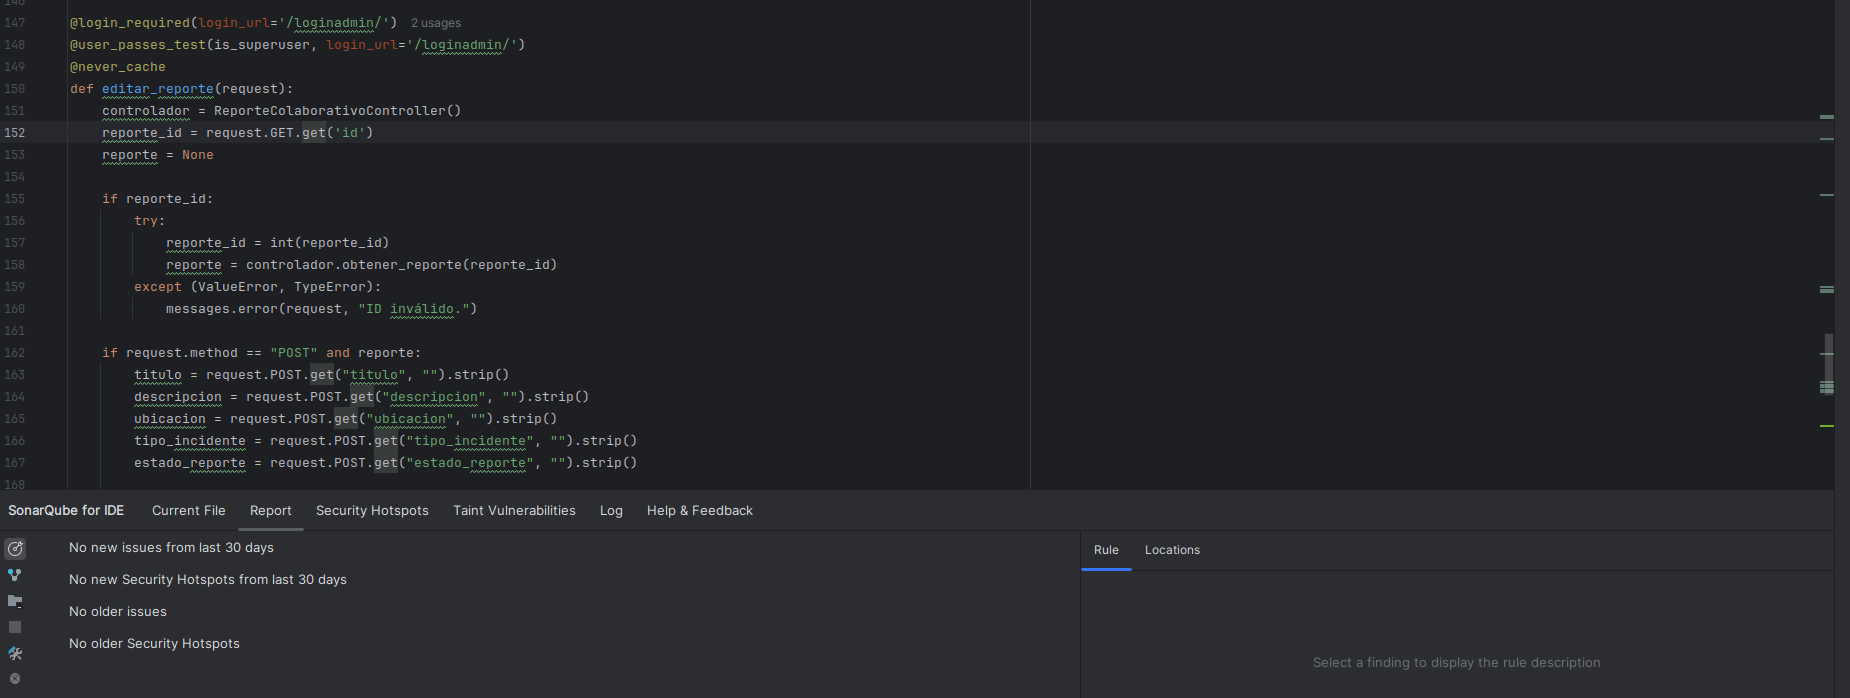 146
147 @login_required(login_url='/loginadmin/') 2 usages
148 @user_passes_test(is_superuser, login_url='/loginadmin/')
149 @never_cache
150 def editar_reporte(request):
151 controlador = ReporteColaborativoController()
152 reporte_id = request.GET.get('id')
153 reporte = None
154
155 if reporte_id:
156 try:
157 reporte_id = int(reporte_id)
158 reporte = controlador.obtener_reporte(reporte_id)
159 except (ValueError, TypeError):
160 messages.error(request, "ID inválido.")
161
162 if request.method == "POST" and reporte:
163 titulo = request.POST.get("titulo", "").strip()
164 descripcion = request.POST.get("descripcion", "").strip()
165 ubicacion = request.POST.get("ubicacion", "").strip()
166 tipo_incidente = request.POST.get("tipo_incidente", "").strip()
167 estado_reporte = request.POST.get("estado_reporte", "").strip()
168
SonarQube for IDE Current File Report Security Hotspots Taint Vulnerabilities Log Help & Feedback
No new issues from last 30 days
No new Security Hotspots from last 30 days
No older issues
No older Security Hotspots
Rule Locations
Select a finding to display the rule description